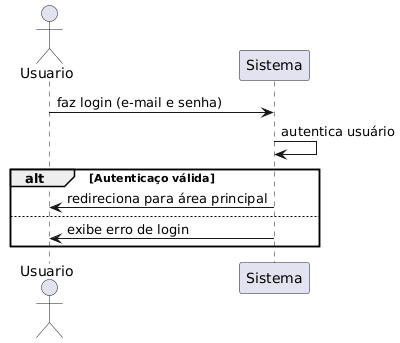 Usuario
Sistema
faz login (e-mail e senha)
autentica usuário
alt [Autenticaço válida]
redireciona para área principal
exibe erro de login
Usuario
Sistema